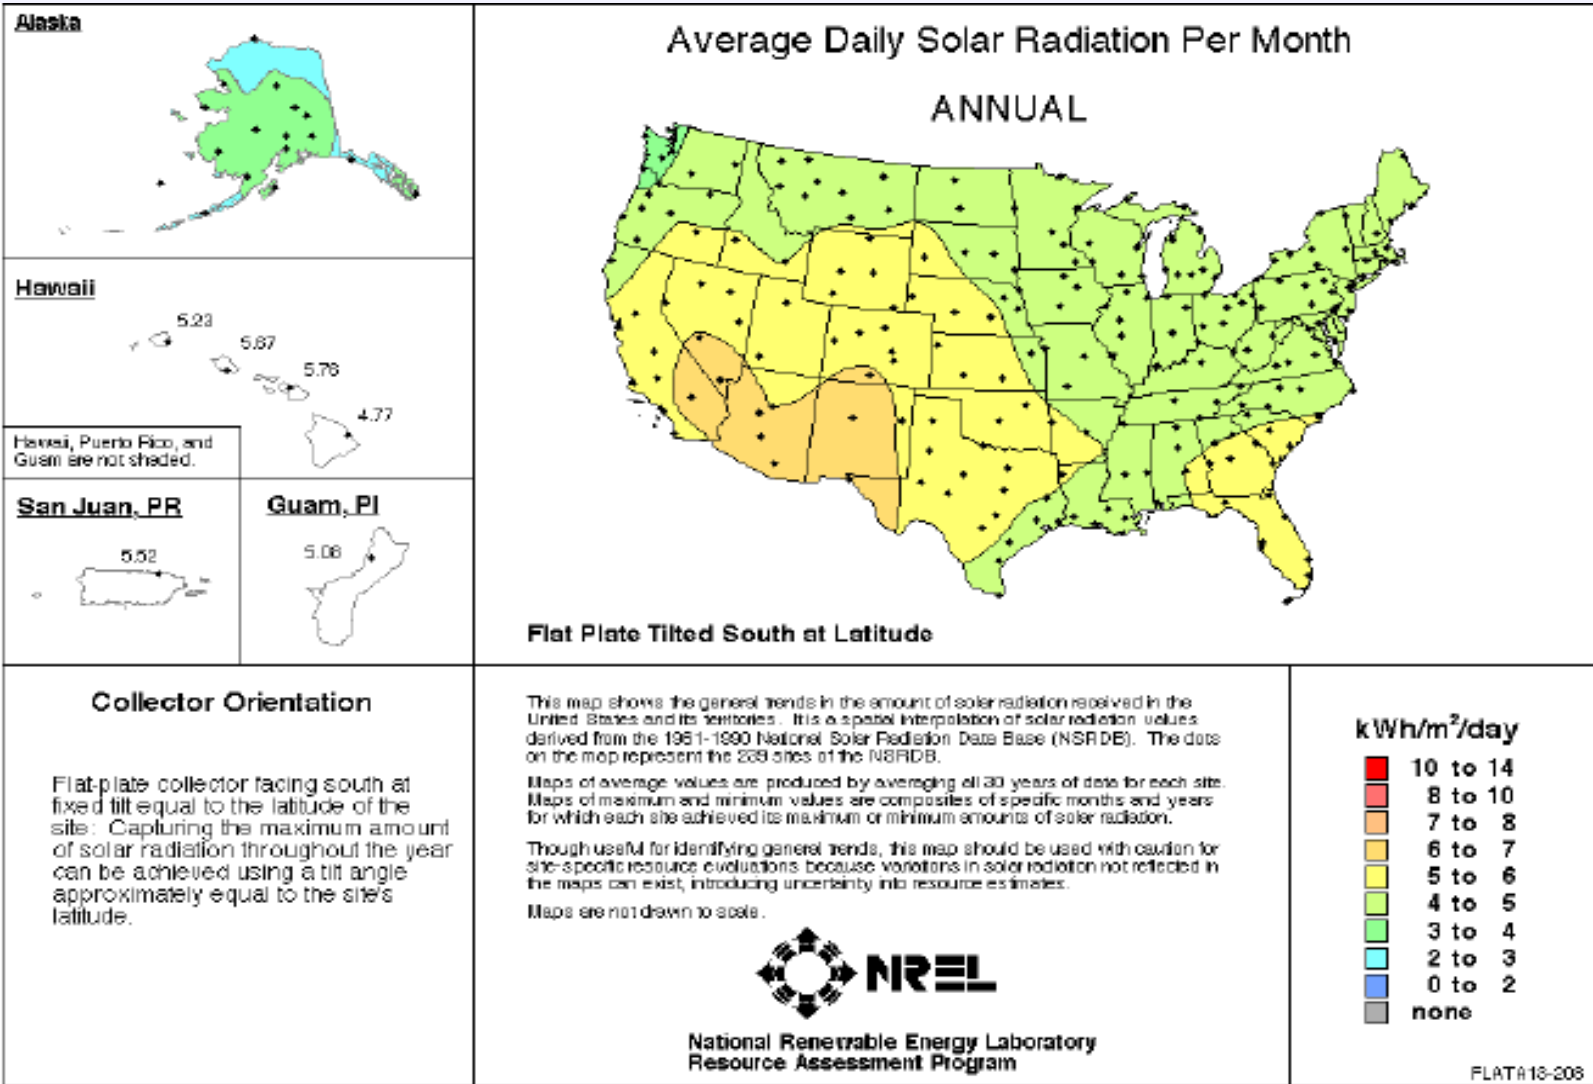 Alaska
Average Daily Solar Radiation Per Month
ANNUAL
Hawaii
5.23
5.67
5.78
4.77
Hawaii, Puerto Rico, and
Guam are not shaded.
San Juan, PR
5.52
Guam, PI
5.08
Flat Plate Tilted South at Latitude
Collector Orientation
Flat-plate collector facing south at
fixed tilt equal to the latitude of the
site: Capturing the maximum amount
of solar radiation throughout the year
can be achieved using a tilt angle
approximately equal to the site's
latitude.
This map shows the general trends in the amount of solar radiation received in the
United States and its territories. It is a spatial interpolation of solar radiation values
derived from the 1961-1990 National Solar Radiation Data Base (NSRDB). The dots
on the map represent the 239 sites of the NSRDB.
Maps of average values are produced by averaging all 30 years of data for each site.
Maps of maximum and minimum values are composites of specific months and years
for which each site achieved its maximum or minimum amounts of solar radiation.
Though useful for identifying general trends, this map should be used with caution for
site-specific resource evaluations because variations in solar radiation not reflected in
the maps can exist, introducing uncertainty into resource estimates.
Maps are not drawn to scale.
NREL
National Renewable Energy Laboratory
Resource Assessment Program
kWh/m²/day
10 to 14
8 to 10
7 to 8
6 to 7
5 to 6
4 to 5
3 to 4
2 to 3
0 to 2
none
FLATA13-208